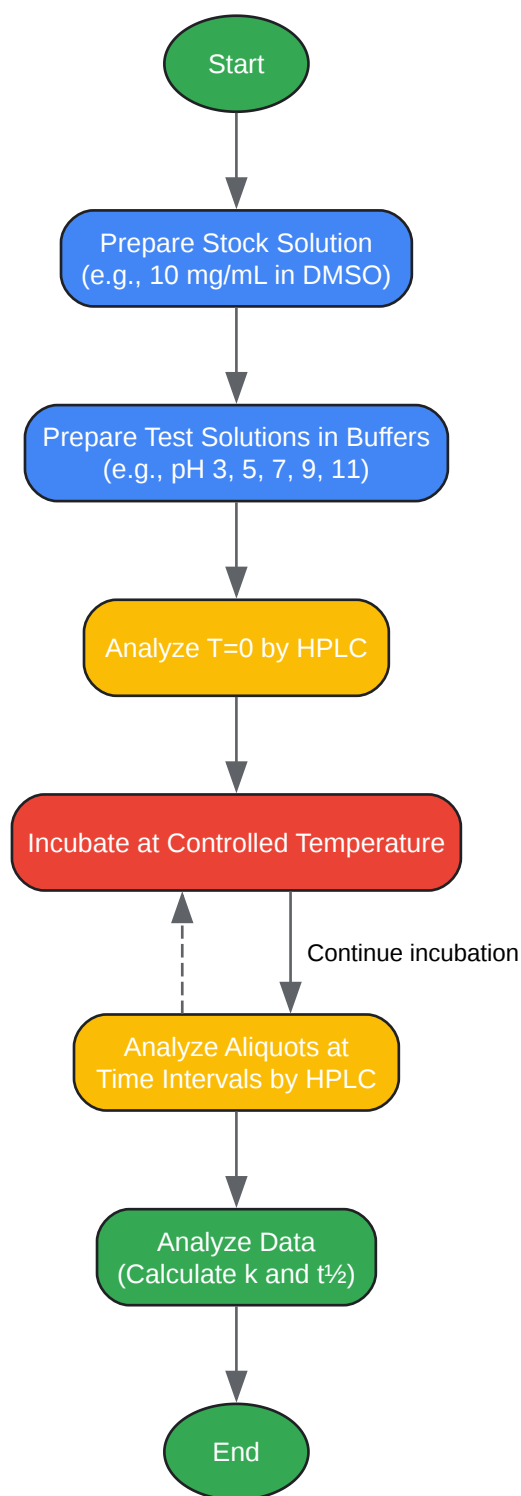 Start
Prepare Stock Solution
(e.g., 10 mg/mL in DMSO)
Prepare Test Solutions in Buffers
(e.g., pH 3, 5, 7, 9, 11)
Analyze T=0 by HPLC
Incubate at Controlled Temperature
Continue incubation
Analyze Aliquots at
Time Intervals by HPLC
Analyze Data
(Calculate k and t½)
End